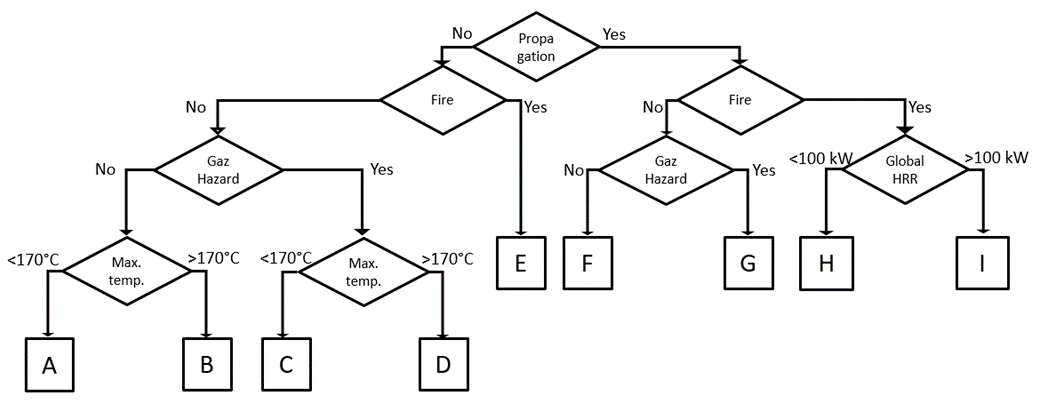 No
Propa
gation
Yes
Fire
Fire
No
Yes
No
Yes
No
Gaz
Hazard
Yes
No
Gaz
Hazard
Yes
<100 kW
Global
HRR
>100 kW
<170°C
Max.
temp.
>170°C
<170°C
Max.
temp.
>170°C
E
F
G
H
I
A
B
C
D